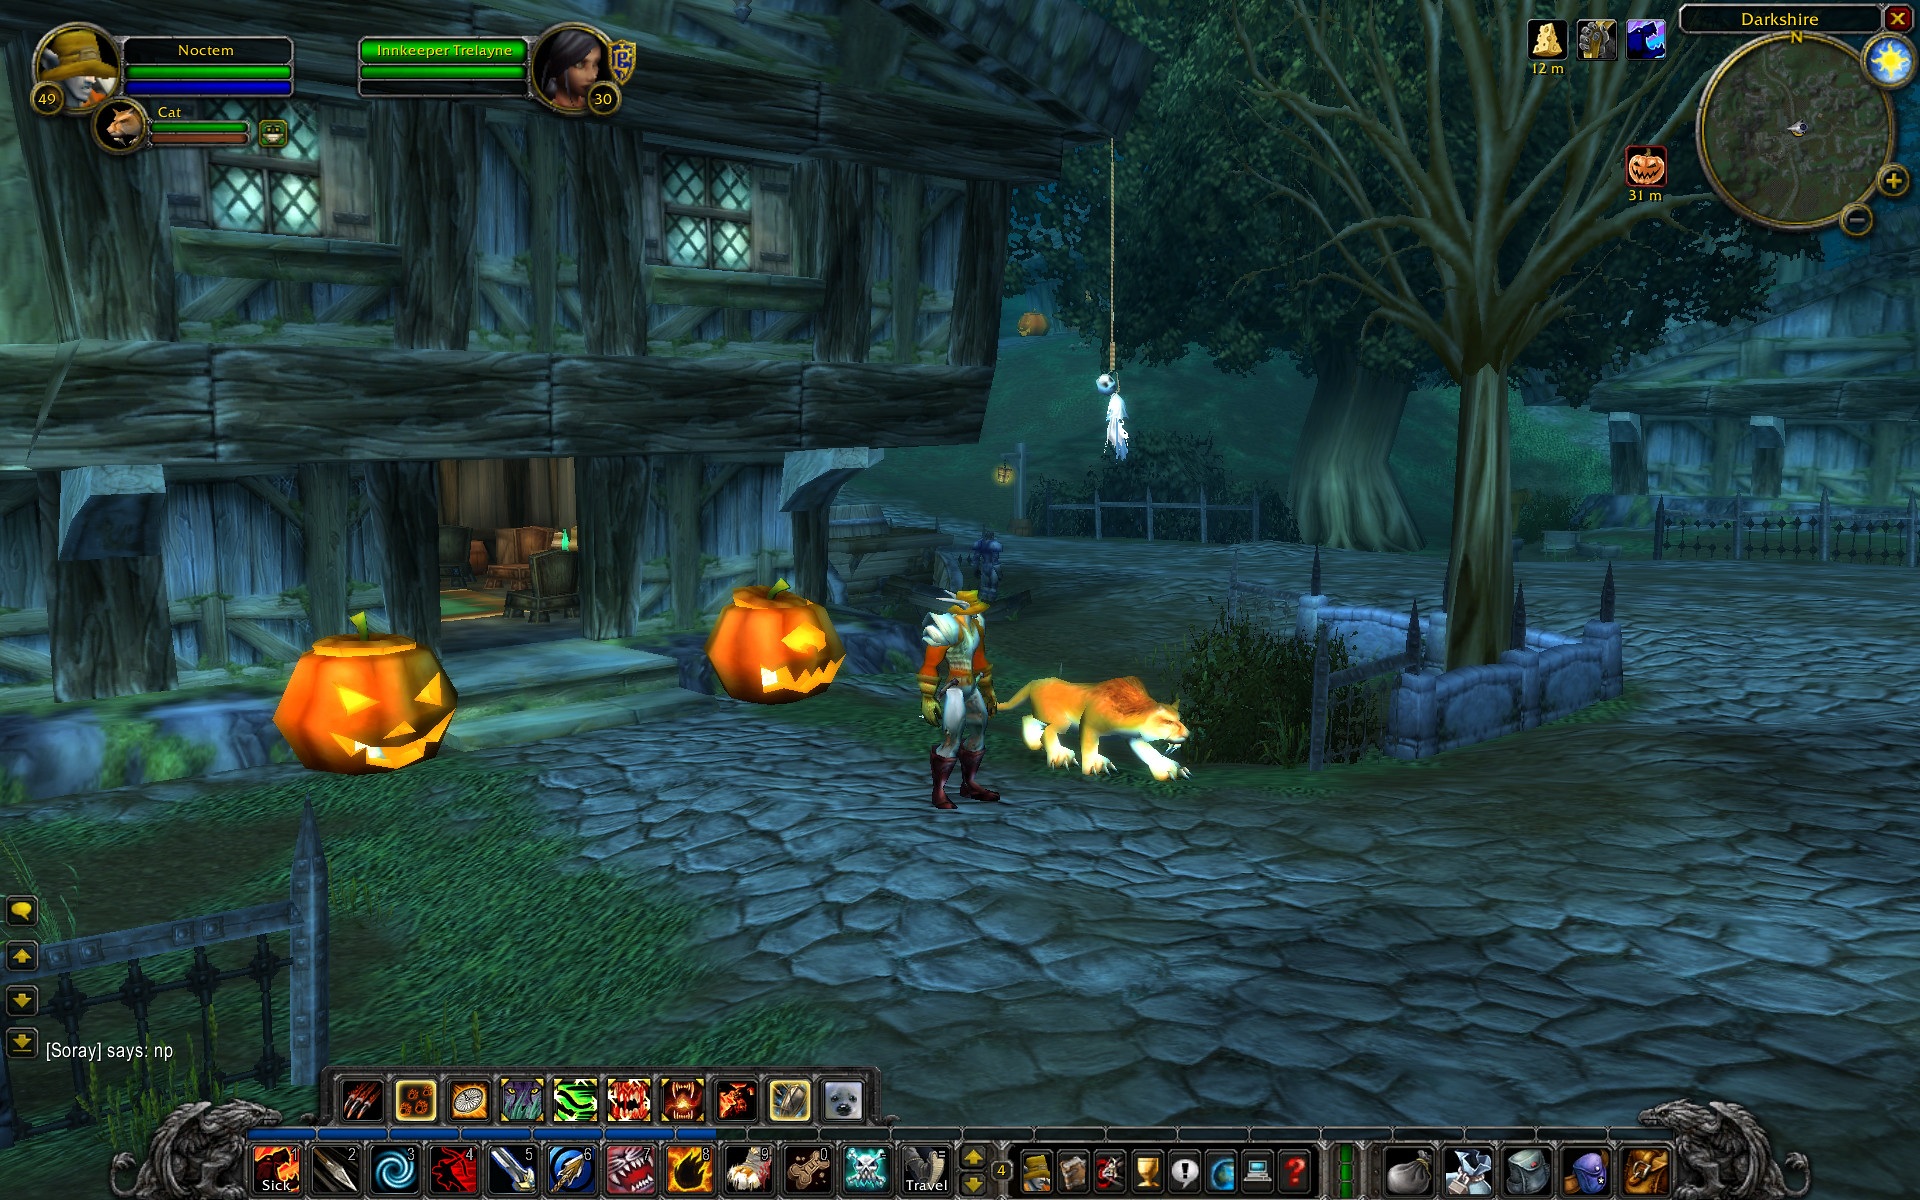 Noctem
49
Cat
Innkeeper Trelayne
30
12 m
Darkshire
N
31 m
[Soray] says: np
1
Sick
2
3
4
5
6
7
8
9
0
-
=
Travel
4